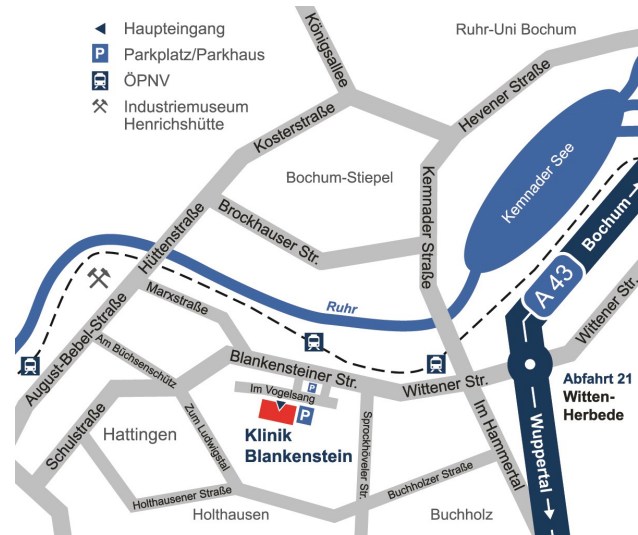 Haupteingang
P Parkplatz/Parkhaus
ÖPNV
Industriemuseum
Henrichshütte
Königsallee
Ruhr-Uni Bochum
Hevener Straße
Kosterstraße
Bochum-Stiepel
Kemnader See
Kemnader Straße
Brockhauser Str.
Hüttenstraße
Bochum
A 43
Ruhr
Marxstraße
August-Bebel-Straße
Am Büchsenschütz
Blankensteiner Str.
Wittener Str.
Wittener Str.
Abfahrt 21
Witten-
Herbede
Im Vogelsang
P
P
Klinik
Blankenstein
Zum Ludwigstal
Sprockhöveler Str.
Im Hammertal
Wuppertal
Schulstraße
Hattingen
Holthausener Straße
Buchholzer Straße
Holthausen
Buchholz